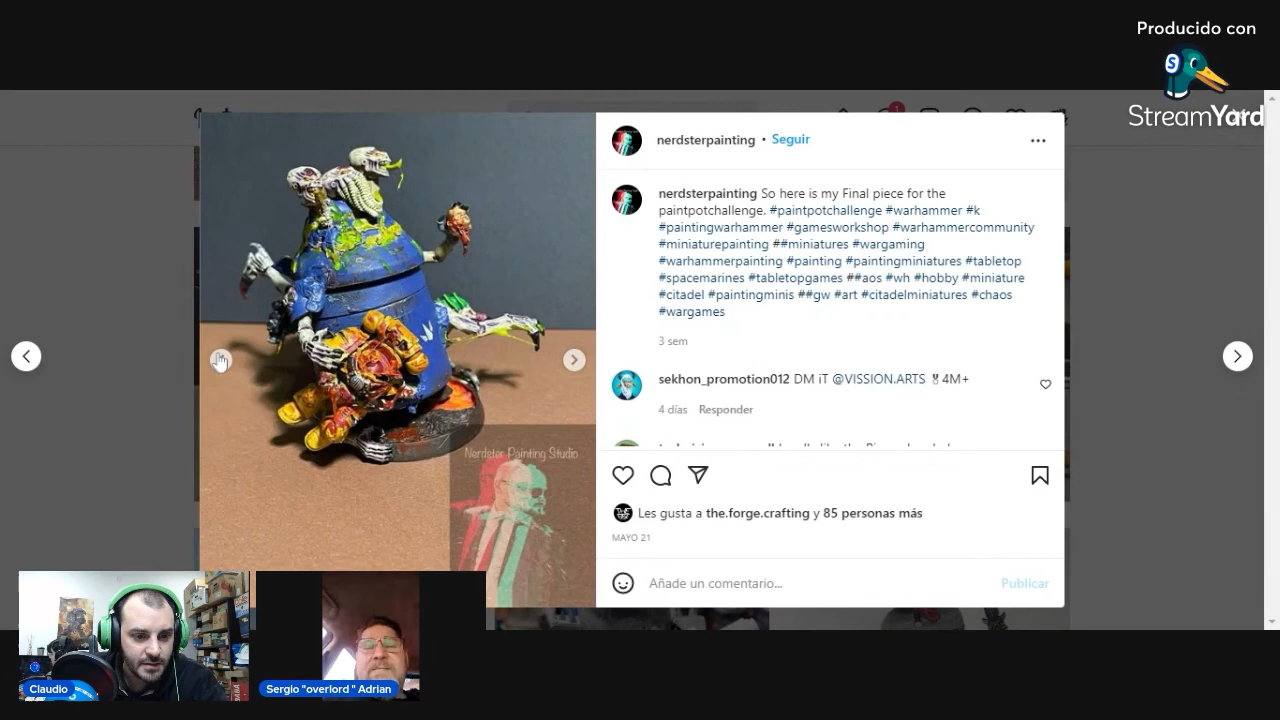 Producido con
StreamYard
nerdsterpainting • Seguir
nerdsterpainting So here is my Final piece for the
paintpotchallenge. #paintpotchallenge #warhammer #k
#paintingwarhammer #gamesworkshop #warhammercommunity
#miniaturepainting ##miniatures #wargaming
#warhammerpainting #painting #paintingminiatures #tabletop
#spacemarines #tabletopgames ##aos #wh #hobby #miniature
#citadel #paintingminis ##gw #art #citadelminiatures #chaos
#wargames
3 sem
sekhon_promotion012 DM iT @VISSION.ARTS 🎖4M+
4 días Responder
Les gusta a the.forge.crafting y 85 personas más
MAYO 21
Añade un comentario...
Publicar
Nerdster Painting Studio
Claudio
Sergio "overlord " Adrian